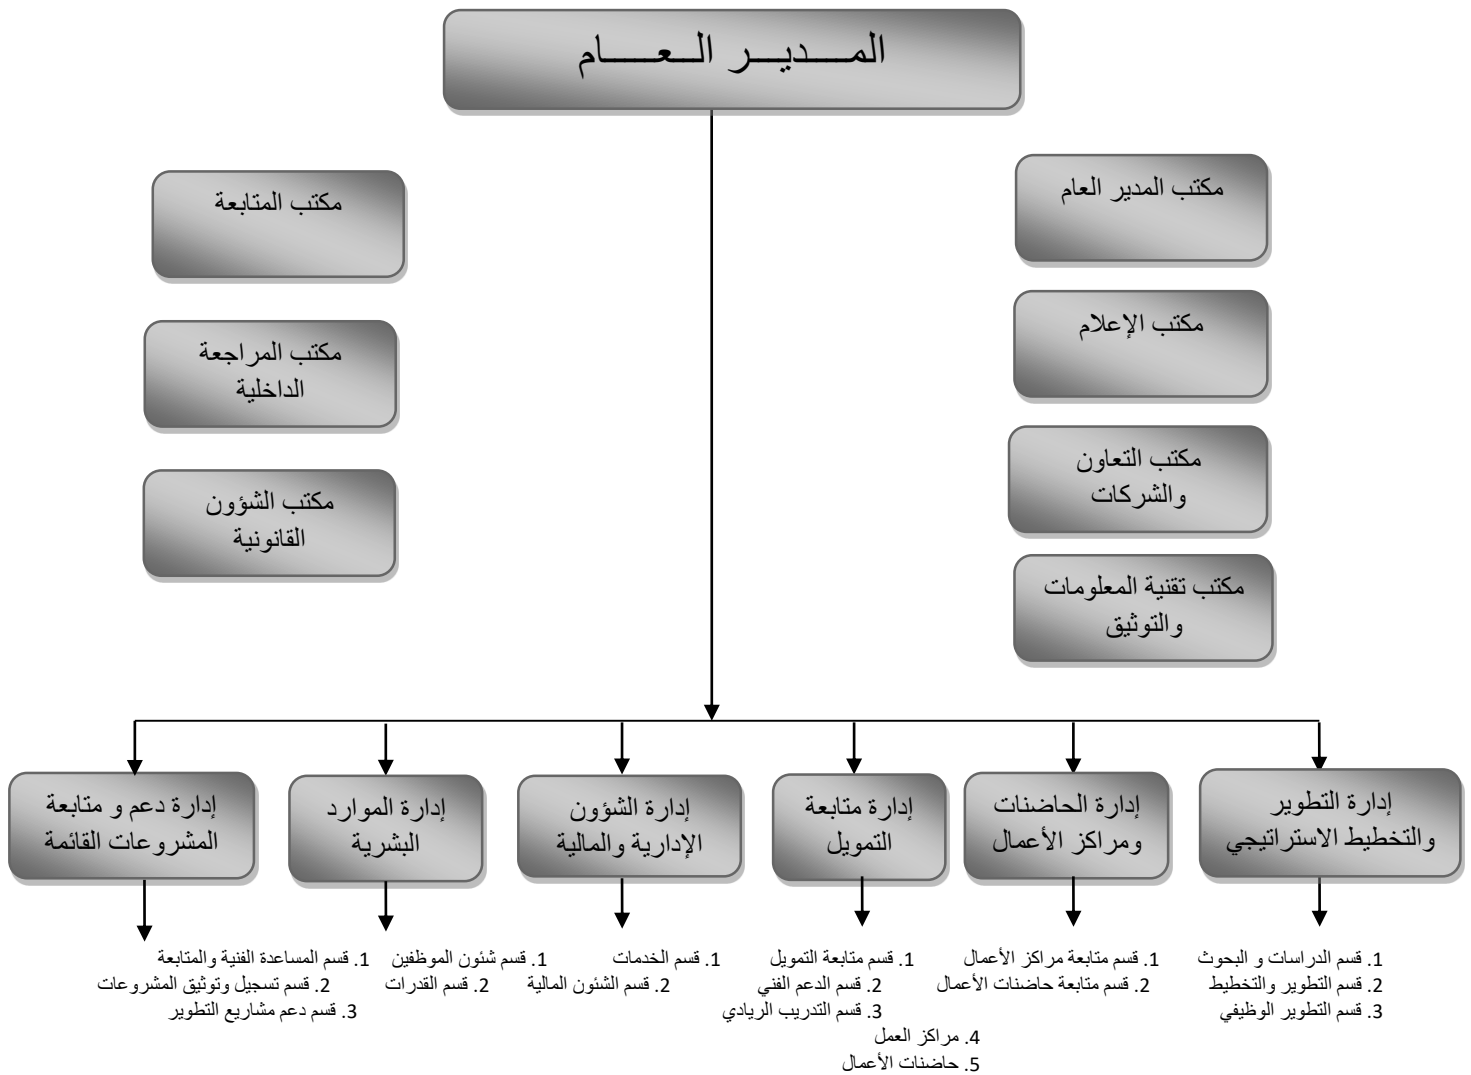 المـــــديـــر الــعـــــام
مكتب المدير العام
مكتب المتابعة
مكتب الإعلام
مكتب المراجعة
الداخلية
مكتب التعاون
والشركات
مكتب الشؤون
القانونية
مكتب تقنية المعلومات
والتوثيق
إدارة التطوير
والتخطيط الاستراتيجي
إدارة الحاضنات
ومراكز الأعمال
إدارة متابعة
التمويل
إدارة الشؤون
الإدارية والمالية
إدارة الموارد
البشرية
إدارة دعم و متابعة
المشروعات القائمة
1. قسم الدراسات و البحوث
2. قسم التطوير والتخطيط
3. قسم التطوير الوظيفي
1. قسم متابعة مراكز الأعمال
2. قسم متابعة حاضنات الأعمال
1. قسم متابعة التمويل
2. قسم الدعم الفني
3. قسم التدريب الريادي
4. مراكز العمل
5. حاضنات الأعمال
1. قسم الخدمات
2. قسم الشئون المالية
1. قسم شئون الموظفين
2. قسم القدرات
1. قسم المساعدة الفنية والمتابعة
2. قسم تسجيل وتوثيق المشروعات
3. قسم دعم مشاريع التطوير